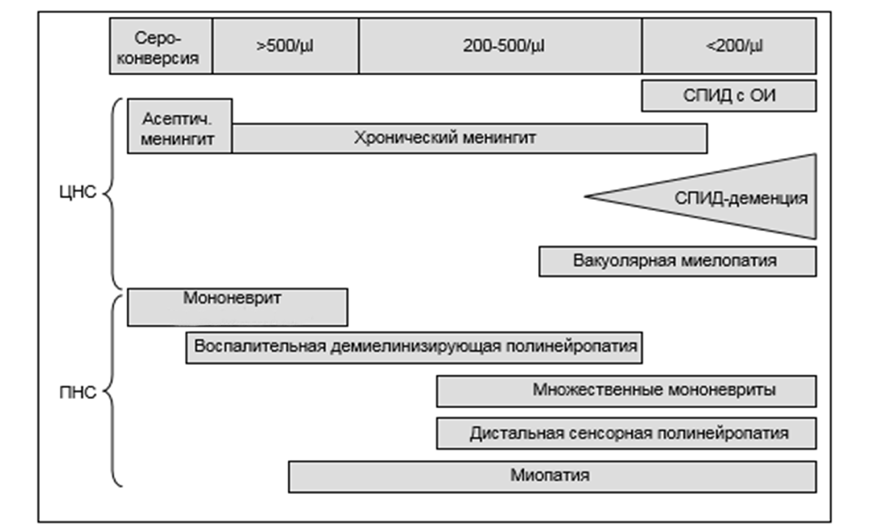 Серо-
конверсия
>500/µl
200-500/µl
<200/µl
СПИД с ОИ
Асептич.
менингит
Хронический менингит
ЦНС
СПИД-деменция
Вакуолярная миелопатия
Мононеврит
Воспалительная демиелинизирующая полинейропатия
ПНС
Множественные мононевриты
Дистальная сенсорная полинейропатия
Миопатия